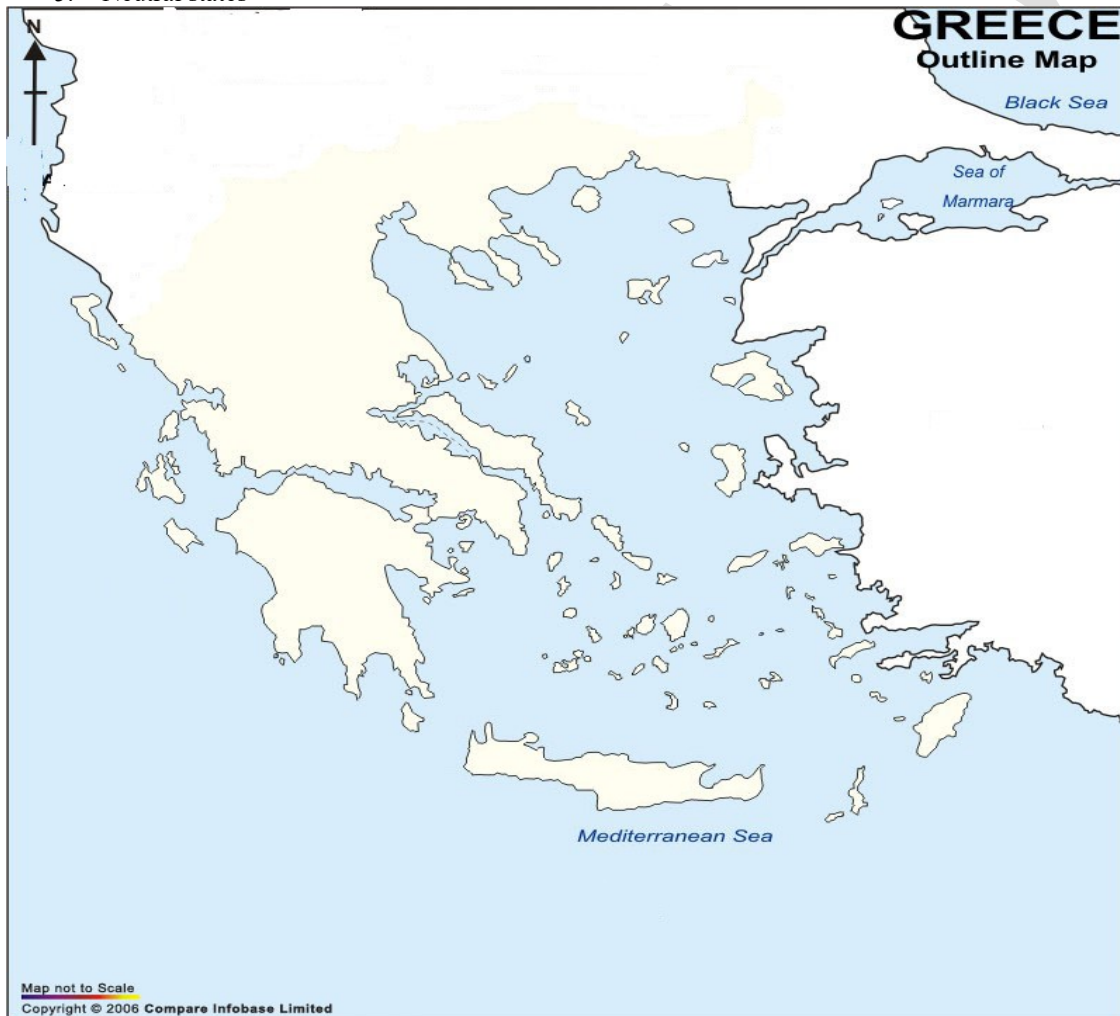 N
GREECE
Outline Map
Black Sea
Sea of
Marmara
Mediterranean Sea
Map not to Scale
Copyright © 2006 Compare Infobase Limited